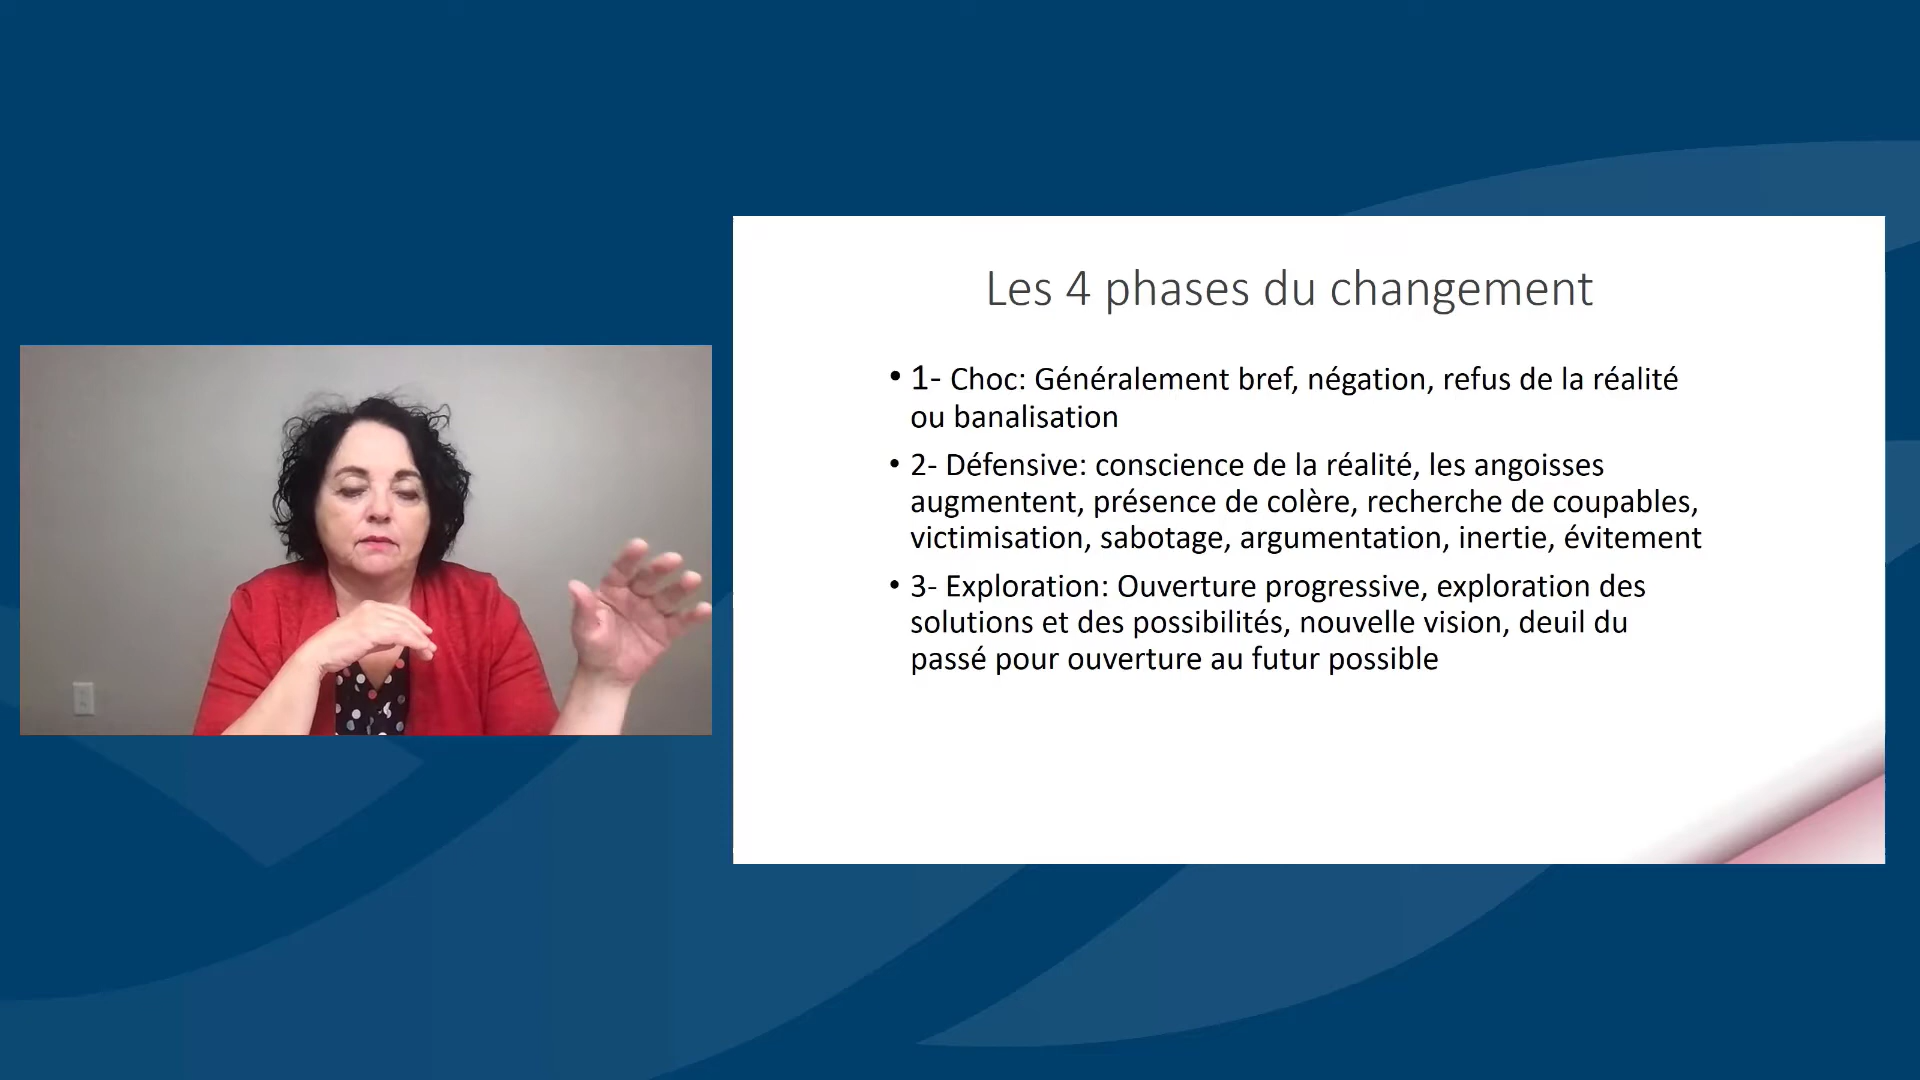 Les 4 phases du changement
• 1- Choc: Généralement bref, négation, refus de la réalité
ou banalisation
• 2- Défensive: conscience de la réalité, les angoisses
augmentent, présence de colère, recherche de coupables,
victimisation, sabotage, argumentation, inertie, évitement
• 3- Exploration: Ouverture progressive, exploration des
solutions et des possibilités, nouvelle vision, deuil du
passé pour ouverture au futur possible